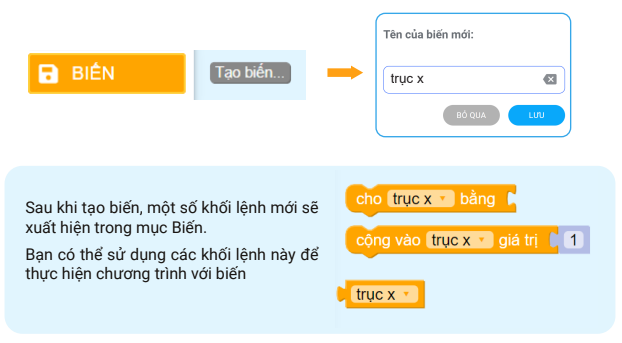 BIẾN
Tạo biến...
Tên của biến mới:
trục x
BỎ QUA
LƯU
Sau khi tạo biến, một số khối lệnh mới sẽ
xuất hiện trong mục Biến.
Bạn có thể sử dụng các khối lệnh này để
thực hiện chương trình với biến
cho trục x bằng
cộng vào trục x giá trị 1
trục x